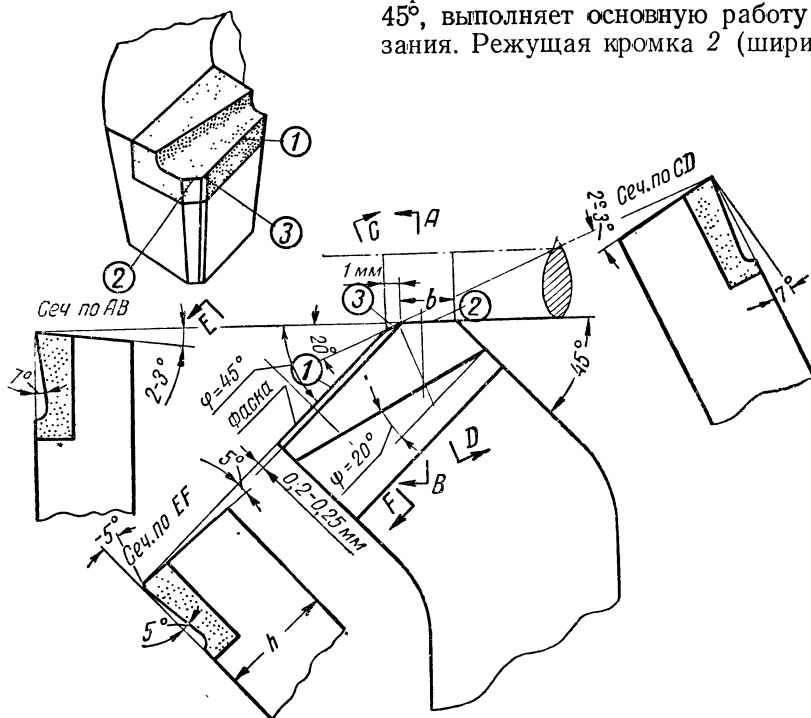 45°, выполняет основную работу
зания. Режущая кромка 2 (шири
1
3
2
Сеч. по CD
2-3°
7°
C A
1 мм
3 b 2
Сеч по AB
E
7°
2-3°
φ=45°
20°
1
фаска
45°
φ=20°
D
B
F
5°
0,2-0,25 мм
Сеч. по EF
-5°
5°
h